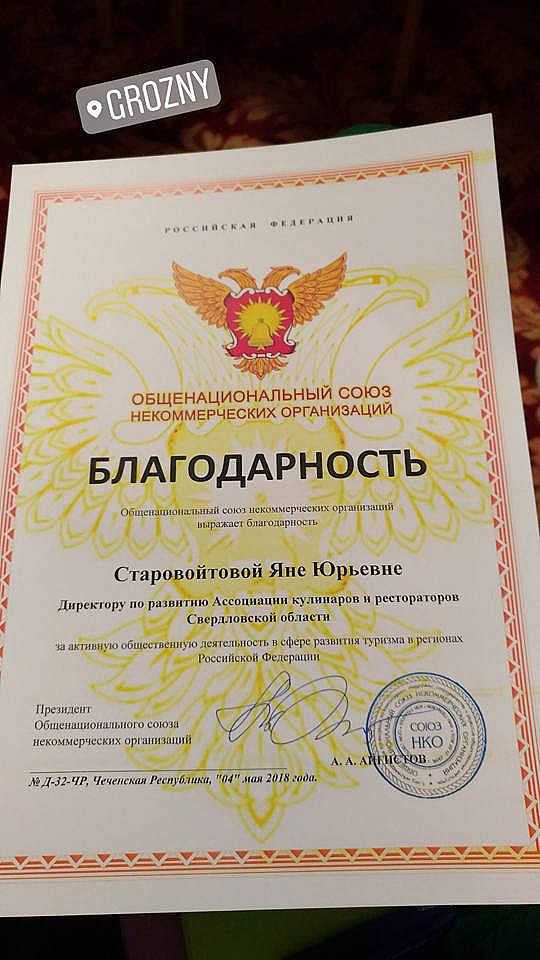 GROZNY
РОССИЙСКАЯ ФЕДЕРАЦИЯ
ОБЩЕНАЦИОНАЛЬНЫЙ СОЮЗ
НЕКОММЕРЧЕСКИХ ОРГАНИЗАЦИЙ
БЛАГОДАРНОСТЬ
Общенациональный союз некоммерческих организаций
выражает благодарность
Старовойтовой Яне Юрьевне
Директору по развитию Ассоциации кулинаров и рестораторов
Свердловской области
за активную общественную деятельность в сфере развития туризма в регионах
Российской Федерации
Президент
Общенационального союза
некоммерческих организаций
А. А. АЙГИСТОВ
СОЮЗ
НКО
№ Д-32-ЧР, Чеченская Республика, "04" мая 2018 года.